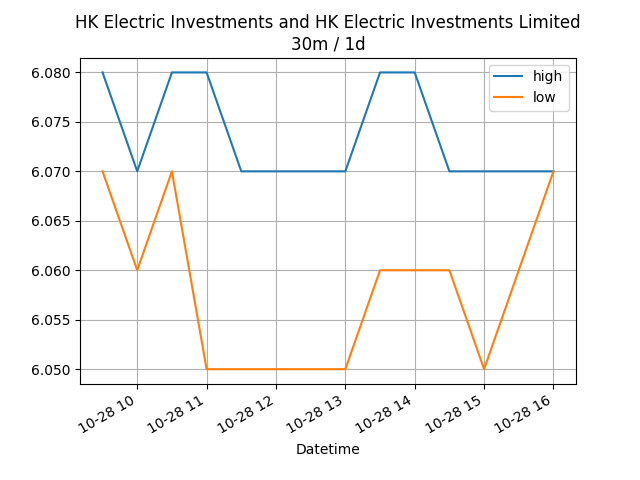 HK Electric Investments and HK Electric Investments Limited
30m / 1d
high
low
6.080
6.075
6.070
6.065
6.060
6.055
6.050
10-28 10
10-28 11
10-28 12
10-28 13
10-28 14
10-28 15
10-28 16
Datetime